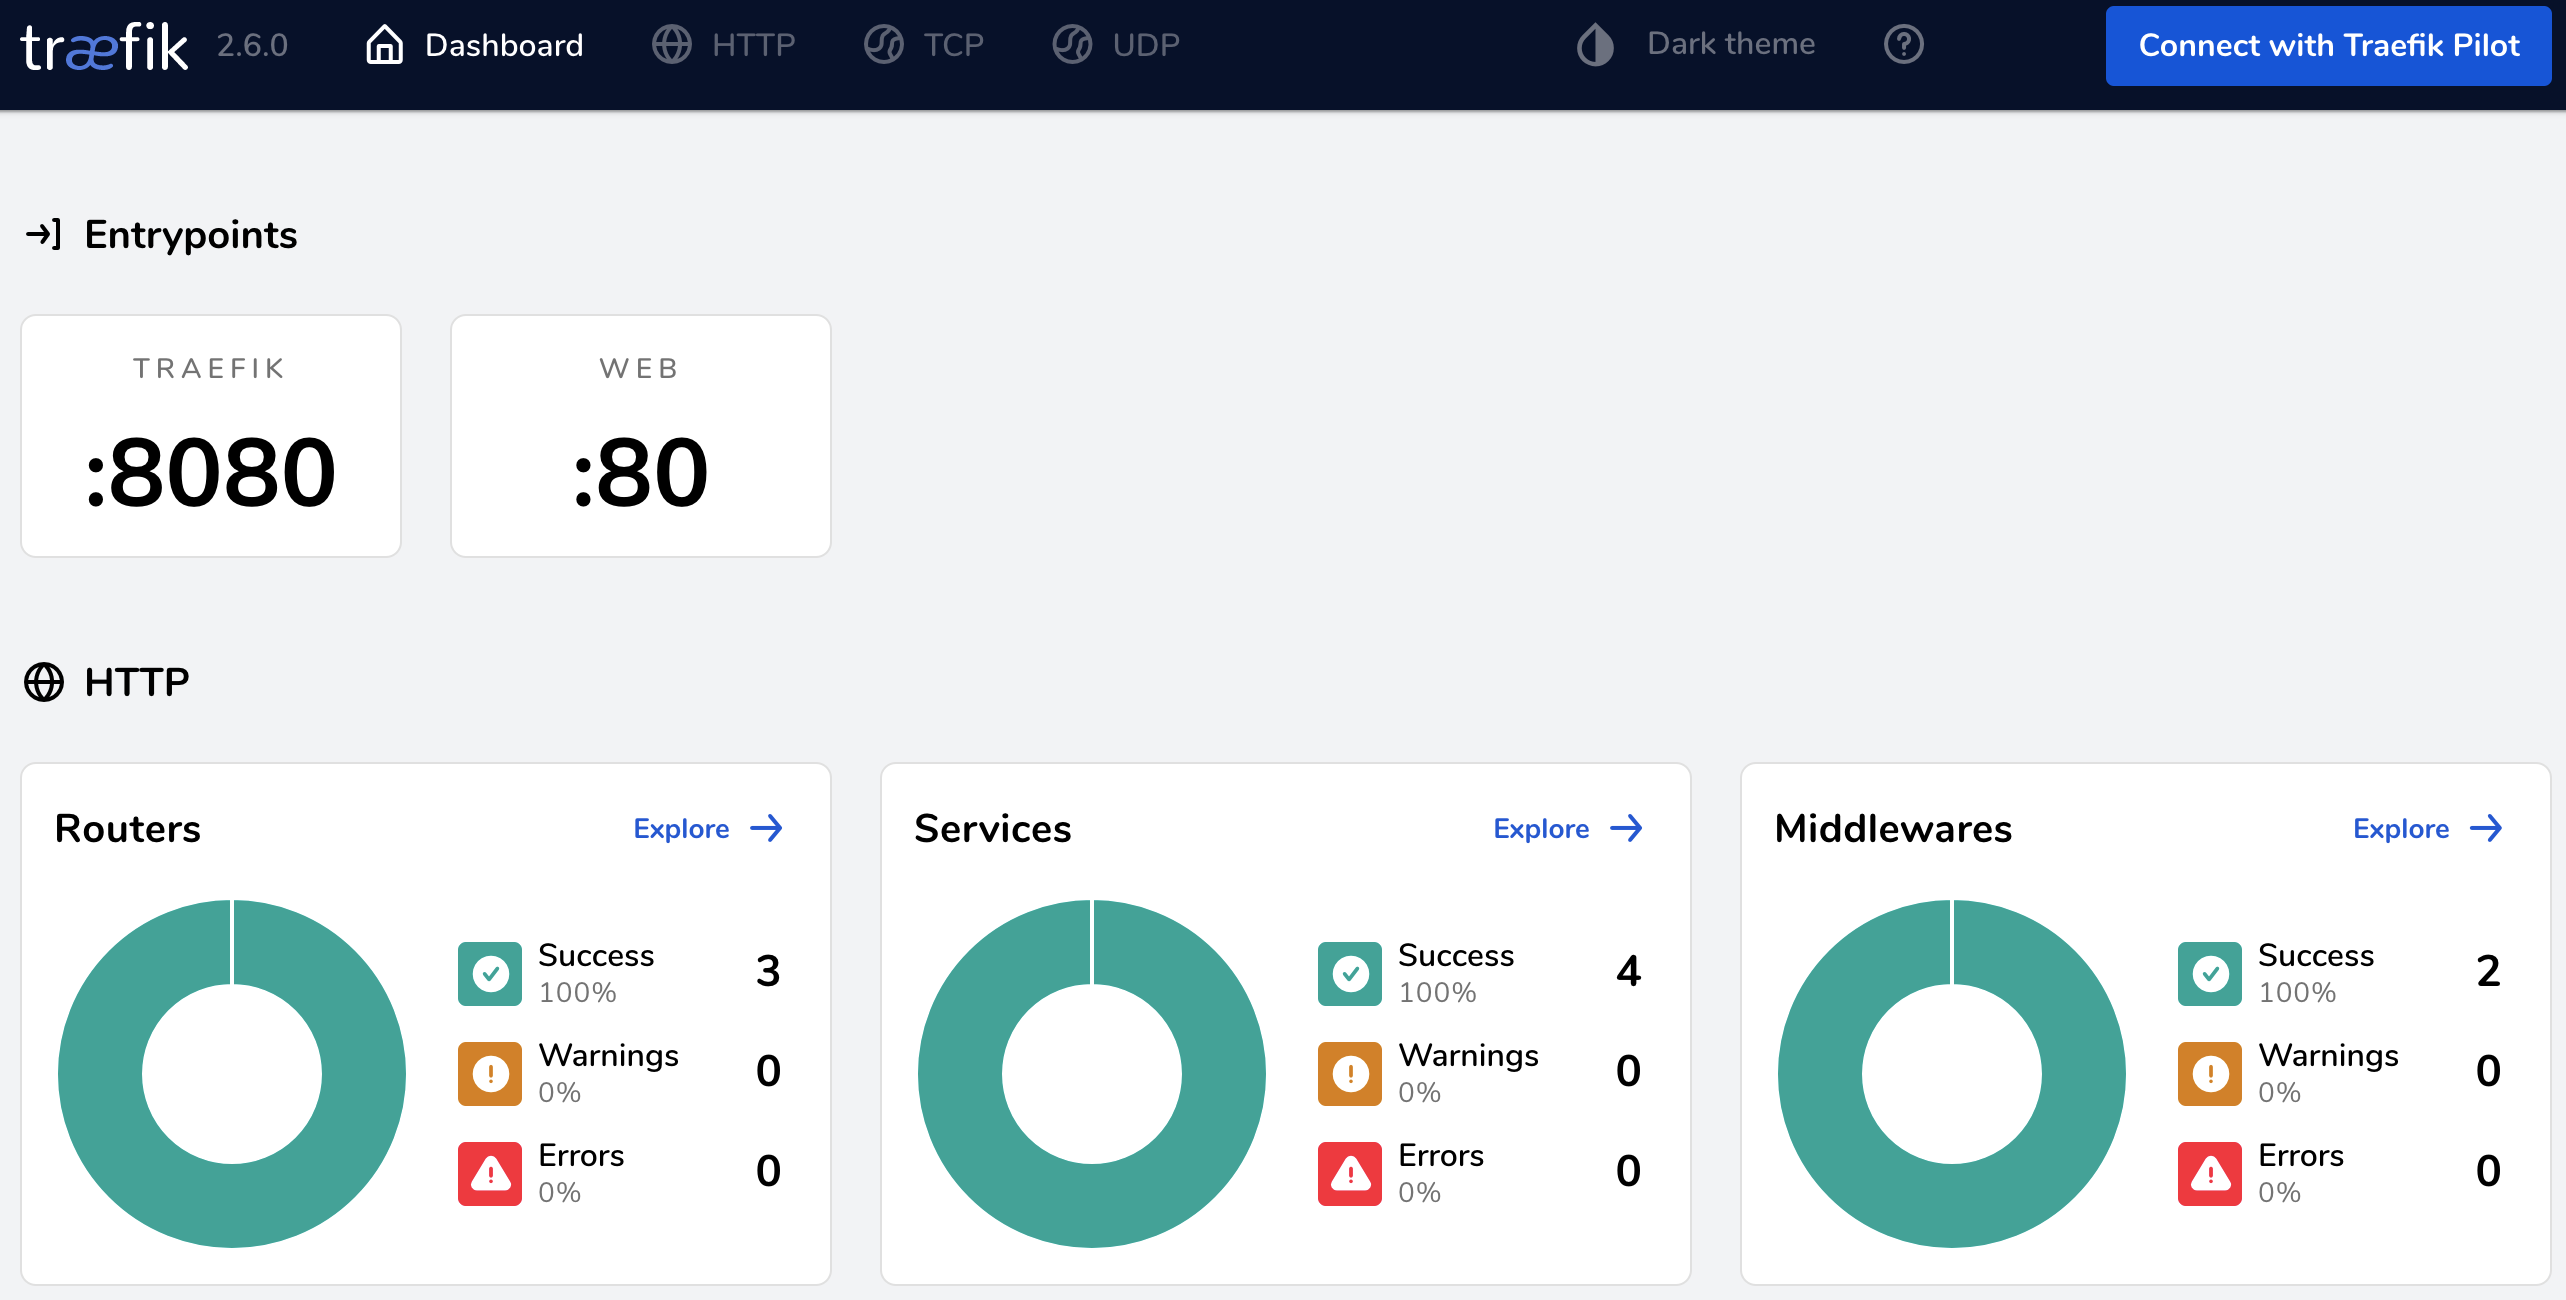 træfik 2.6.0 Dashboard HTTP TCP UDP Dark theme Connect with Traefik Pilot
Entrypoints
TRAEFIK
:8080
WEB
:80
HTTP
Routers Explore
Success 3
100%
Warnings 0
0%
Errors 0
0%
Services Explore
Success 4
100%
Warnings 0
0%
Errors 0
0%
Middlewares Explore
Success 2
100%
Warnings 0
0%
Errors 0
0%